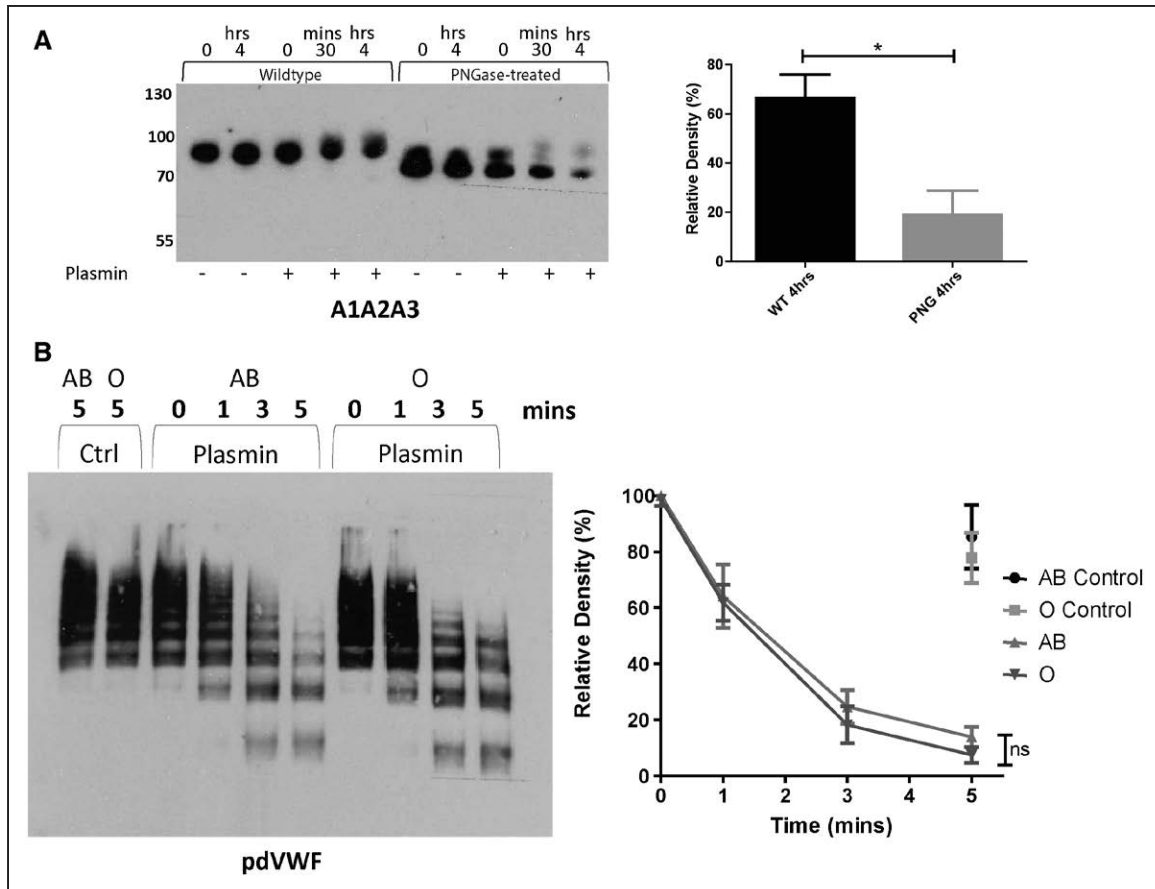 A
hrs mins hrs hrs mins hrs
0 4 0 30 4 0 4 0 30 4
Wildtype PNGase-treated
130
100
70
55
Plasmin - - + + + - - + + +
A1A2A3
*
Relative Density (%)
80
60
40
20
0
WT 4hrs
PNG 4hrs
B
AB O AB O
5 5 0 1 3 5 0 1 3 5 mins
Ctrl Plasmin Plasmin
pdVWF
Relative Density (%)
100
80
60
40
20
0
0 1 2 3 4 5
Time (mins)
ns
AB Control
O Control
AB
O